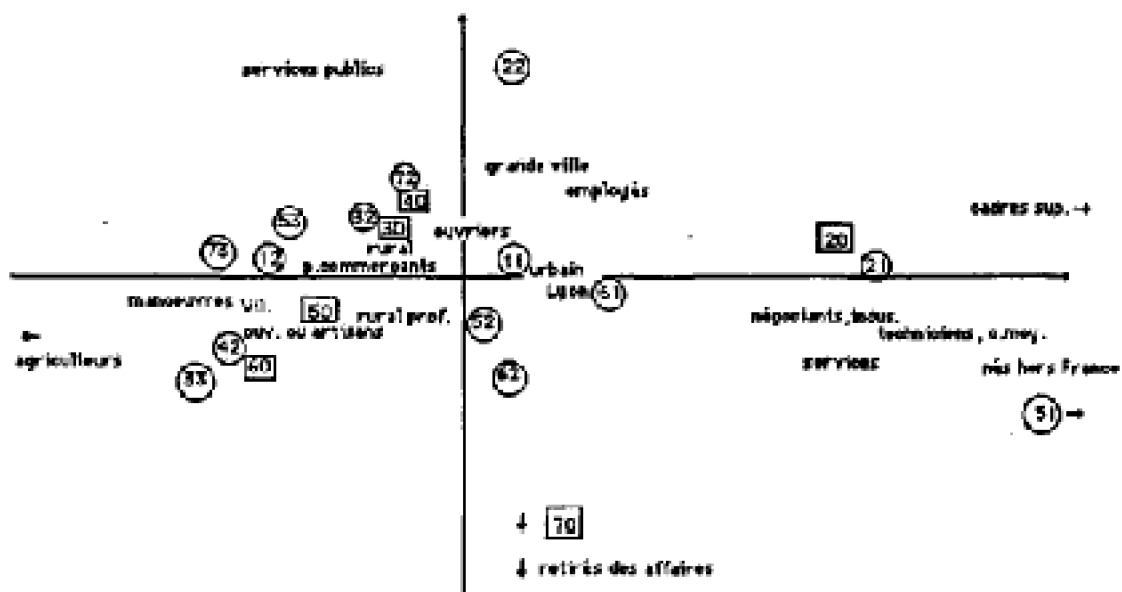 services publics
22
grande ville
employés
72
40
cadres sup. →
53
32
30
ouvriers
20
73
12
rural
11
21
p.commerçants
urbain
Lyon
61
manoeuvres
50
rural prof.
52
négociants, indus.
ouv. ou artisans
techniciens, c.moy.
←
agriculteurs
42
60
services
nés hors France
33
62
51 →
↓ 70
↓ retirés des affaires